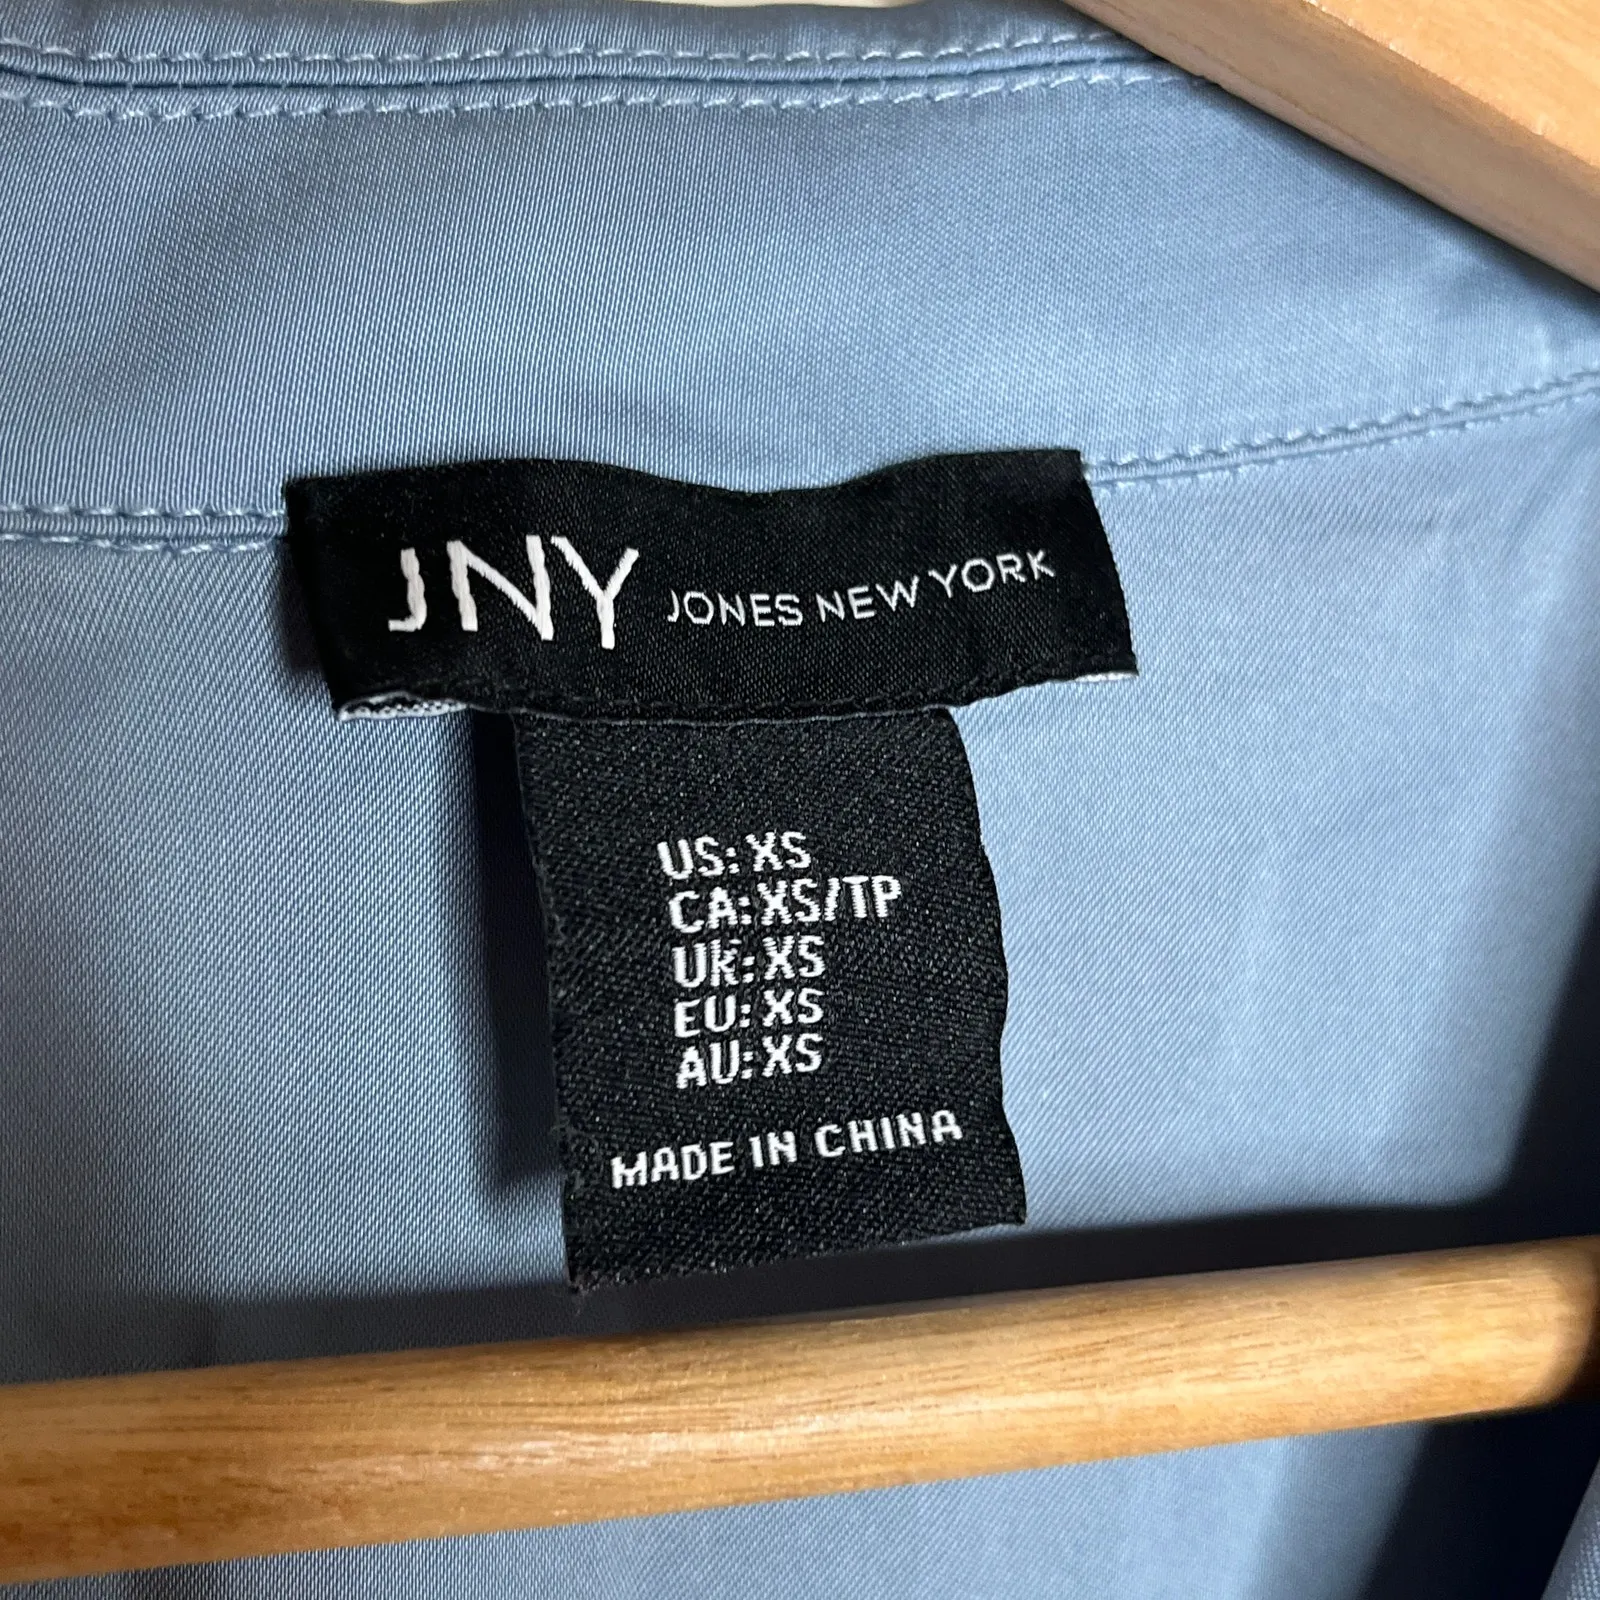 JNY JONES NEW YORK
US: XS
CA: XS/TP
UK: XS
EU: XS
AU: XS
MADE IN CHINA